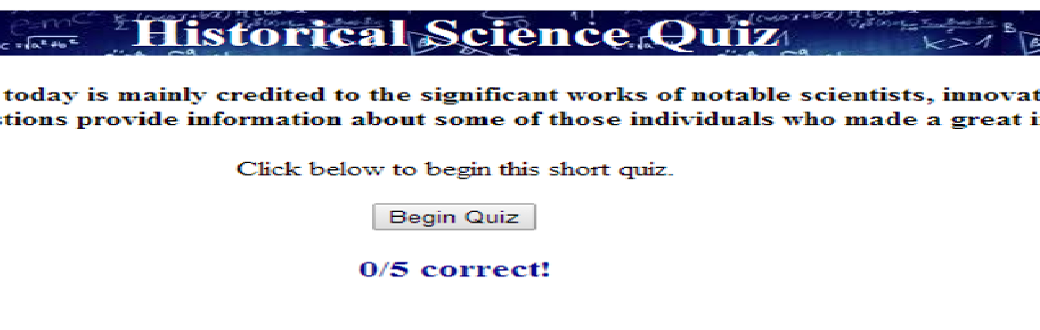 Historical Science Quiz
today is mainly credited to the significant works of notable scientists, innovat
stions provide information about some of those individuals who made a great i
Click below to begin this short quiz.
Begin Quiz
0/5 correct!